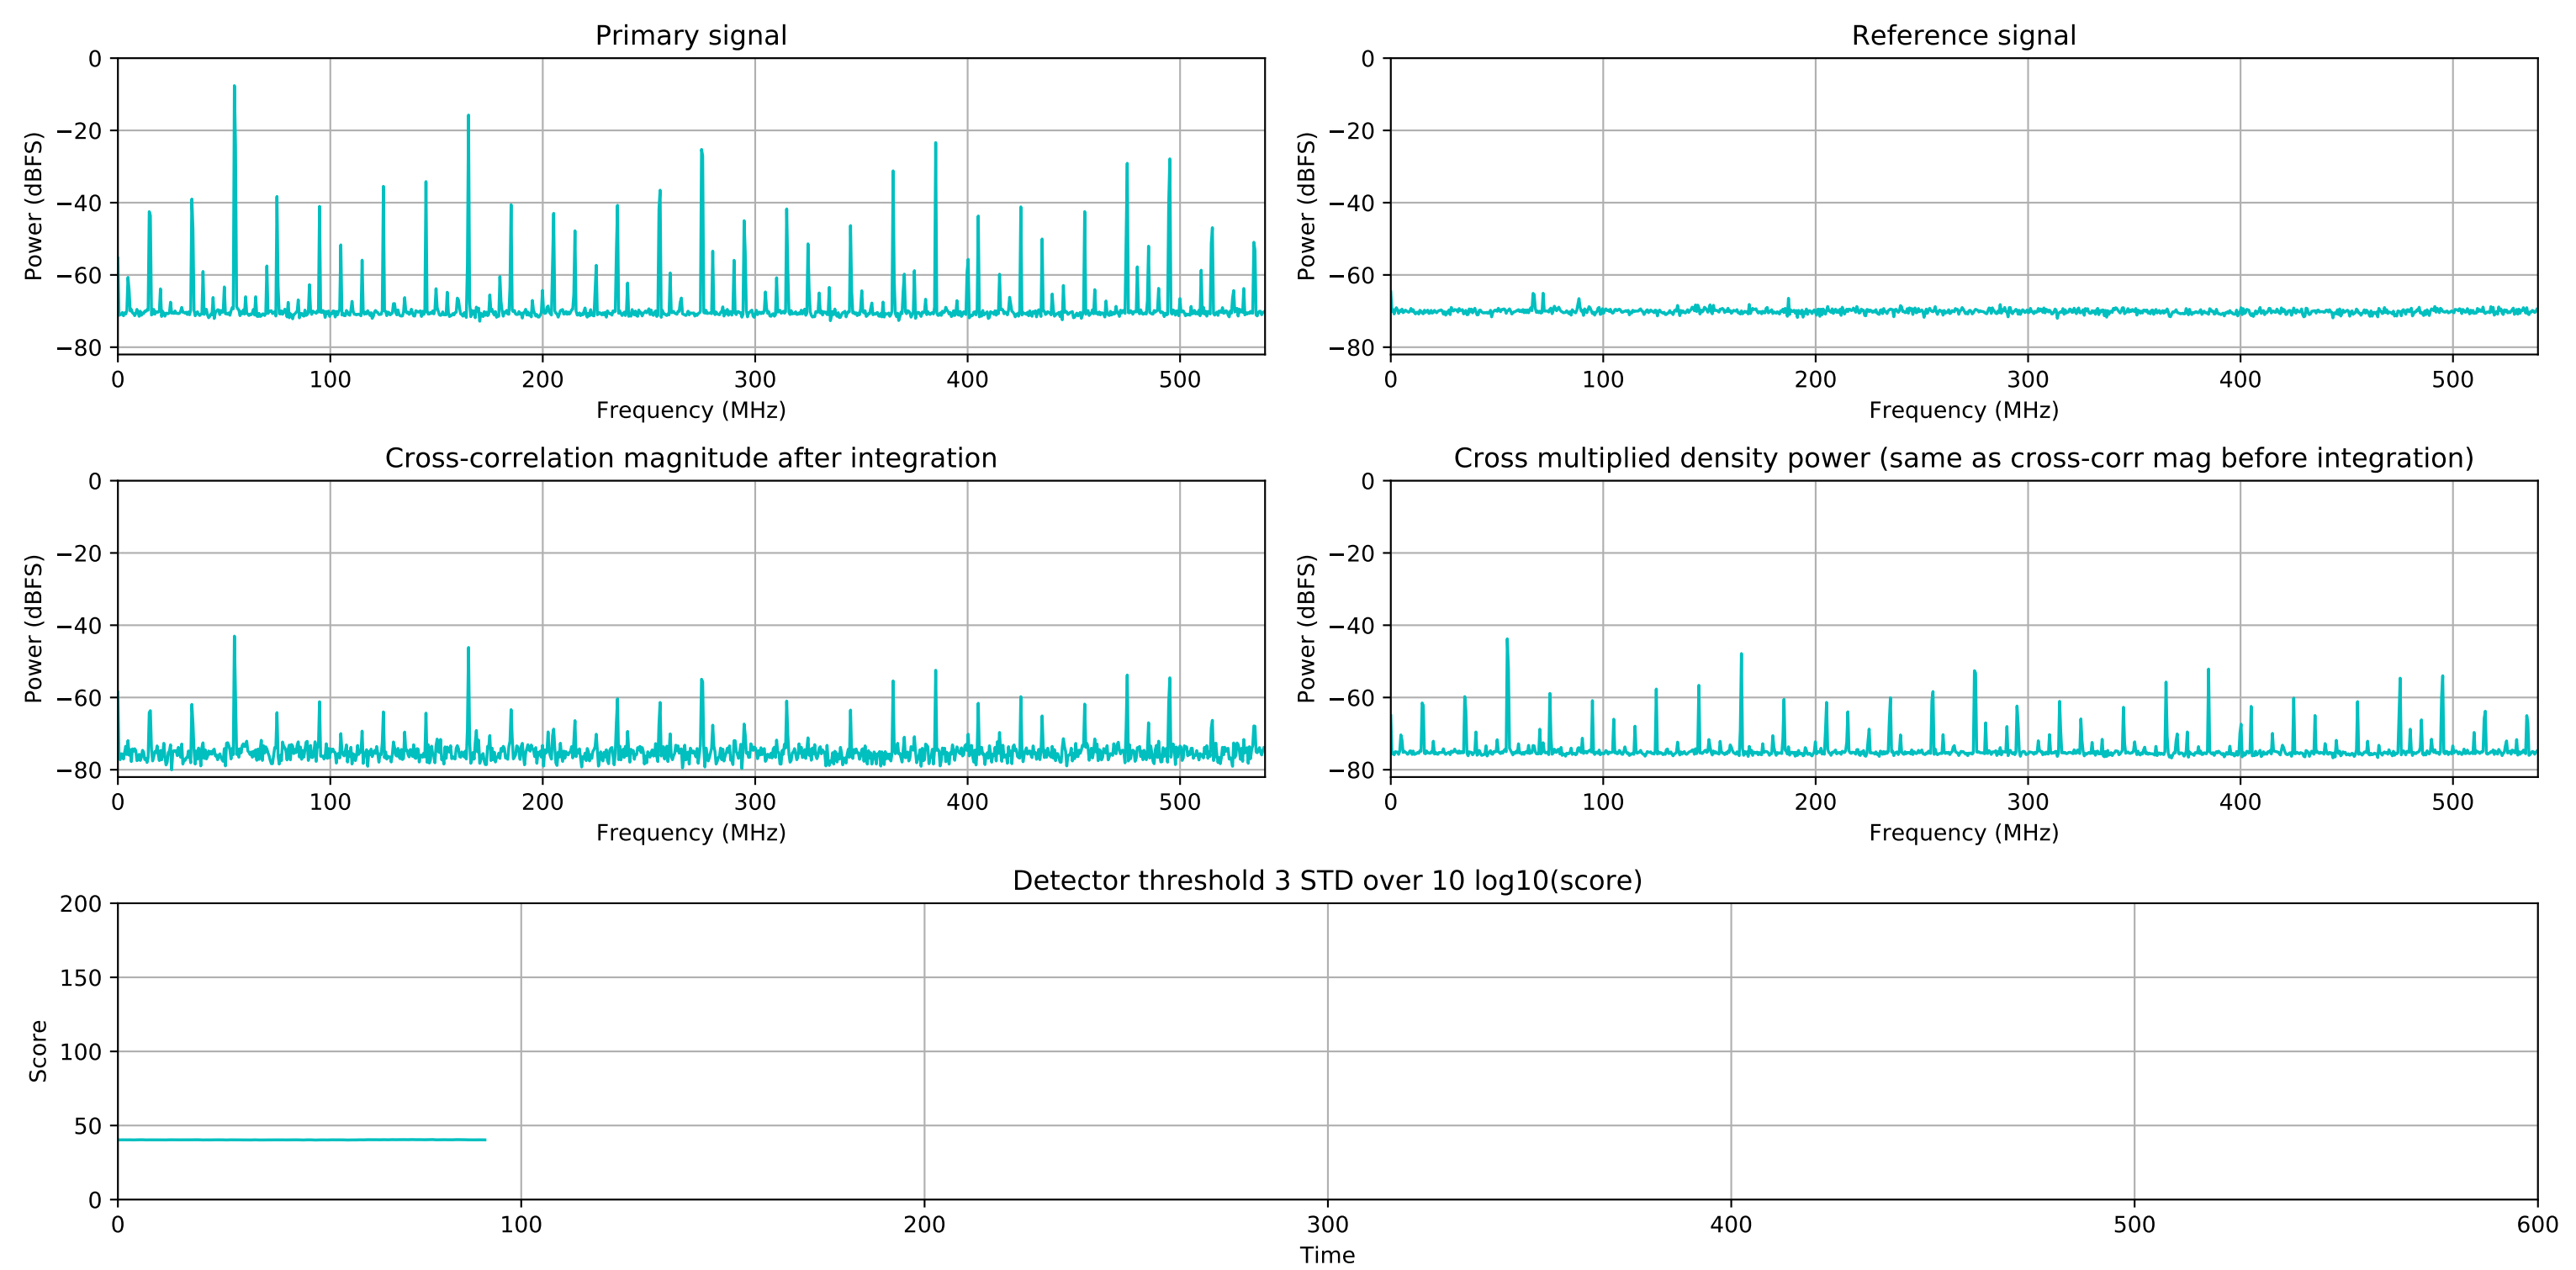 Primary signal
Reference signal
0
−20
−40
−60
−80
Power (dBFS)
0 100 200 300 400 500
Frequency (MHz)
0
−20
−40
−60
−80
Power (dBFS)
0 100 200 300 400 500
Frequency (MHz)
Cross-correlation magnitude after integration
Cross multiplied density power (same as cross-corr mag before integration)
0
−20
−40
−60
−80
Power (dBFS)
0 100 200 300 400 500
Frequency (MHz)
0
−20
−40
−60
−80
Power (dBFS)
0 100 200 300 400 500
Frequency (MHz)
Detector threshold 3 STD over 10 log10(score)
200
150
100
50
0
Score
0 100 200 300 400 500 600
Time